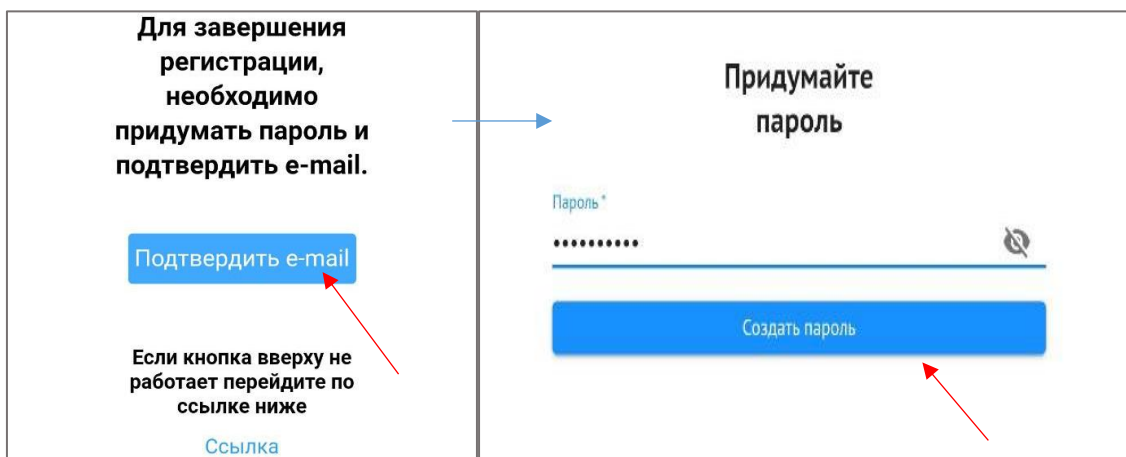 Для завершения
регистрации,
необходимо
придумать пароль и
подтвердить e-mail.
Подтвердить e-mail
Если кнопка вверху не
работает перейдите по
ссылке ниже
Ссылка
Придумайте
пароль
Пароль *
••••••••••
Создать пароль